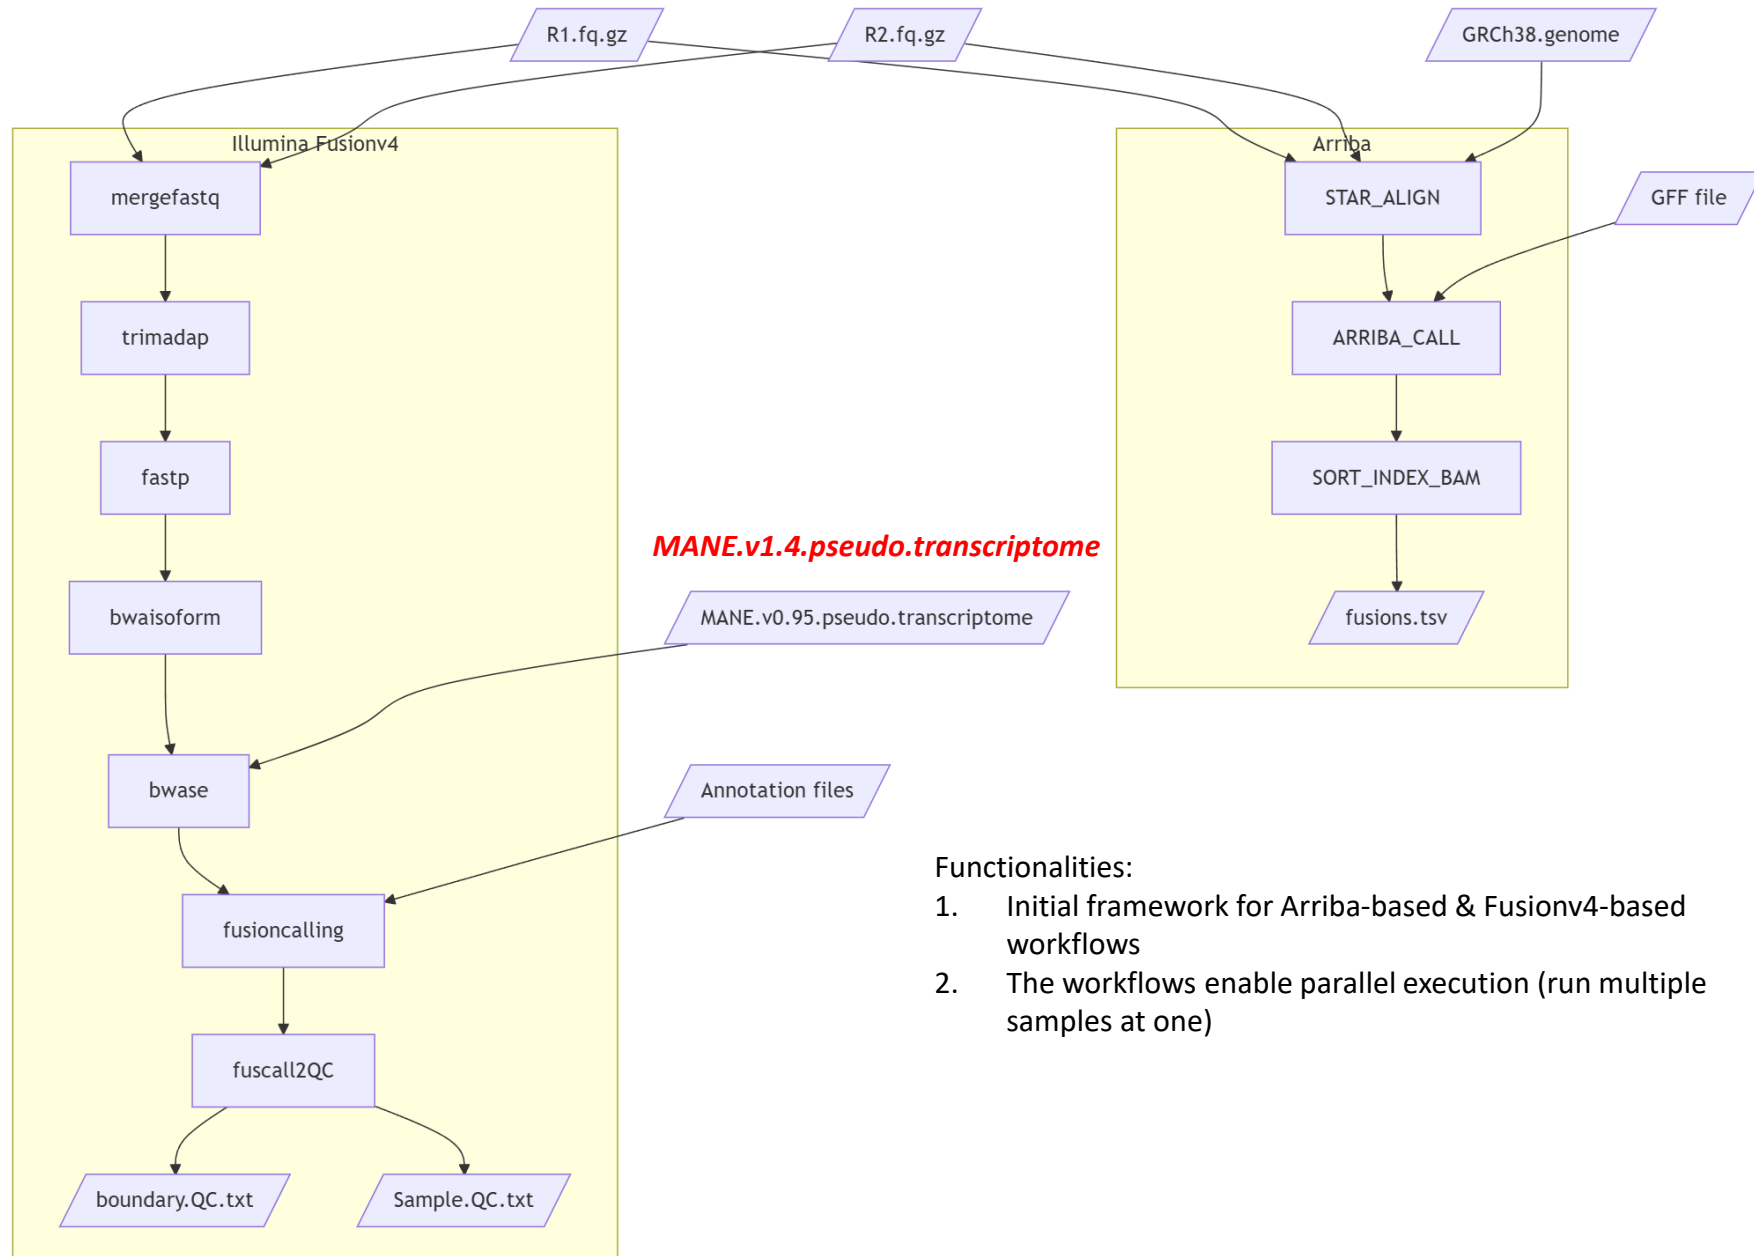 R1.fq.gz
R2.fq.gz
GRCh38.genome
Illumina Fusionv4
Arriba
mergefastq
STAR_ALIGN
GFF file
trimadap
ARRIBA_CALL
fastp
SORT_INDEX_BAM
MANE.v1.4.pseudo.transcriptome
bwaisoform
MANE.v0.95.pseudo.transcriptome
fusions.tsv
bwase
Annotation files
fusioncalling
fuscall2QC
boundary.QC.txt
Sample.QC.txt
Functionalities:
1. Initial framework for Arriba-based & Fusionv4-based
workflows
2. The workflows enable parallel execution (run multiple
samples at one)